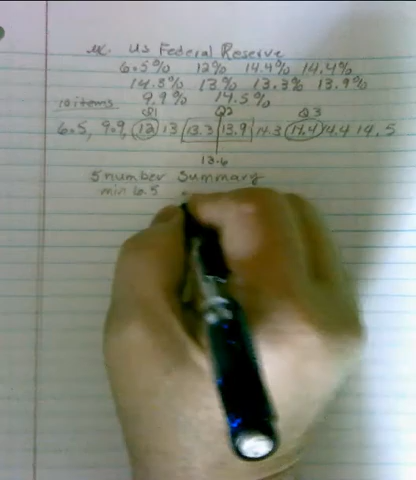 ex. US Federal Reserve
6.5% 12% 14.4% 14.4%
14.3% 13% 13.3% 13.9%
9.9% 14.5%
10 items Q1 Q2 Q3
6.5, 9.9, 12 13 13.3 13.9 14.3 14.4 14.4 14.5
13.6
5 number Summary
min 6.5